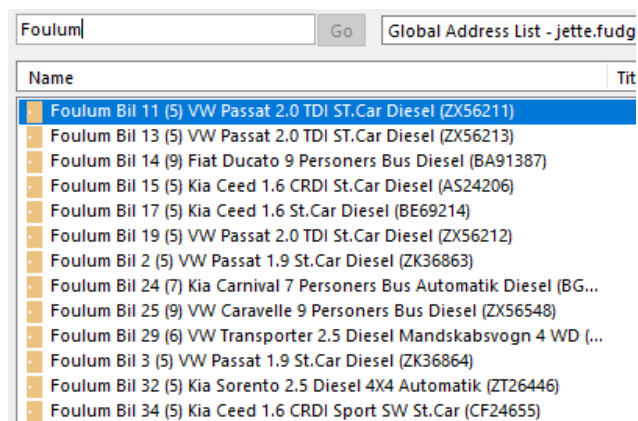 Foulum
Go
Global Address List - jette.fudg
Name
Tit
Foulum Bil 11 (5) VW Passat 2.0 TDI ST.Car Diesel (ZX56211)
Foulum Bil 13 (5) VW Passat 2.0 TDI ST.Car Diesel (ZX56213)
Foulum Bil 14 (9) Fiat Ducato 9 Personers Bus Diesel (BA91387)
Foulum Bil 15 (5) Kia Ceed 1.6 CRDI St.Car Diesel (AS24206)
Foulum Bil 17 (5) Kia Ceed 1.6 St.Car Diesel (BE69214)
Foulum Bil 19 (5) VW Passat 2.0 TDI ST.Car Diesel (ZX56212)
Foulum Bil 2 (5) VW Passat 1.9 St.Car Diesel (ZK36863)
Foulum Bil 24 (7) Kia Carnival 7 Personers Bus Automatik Diesel (BG...
Foulum Bil 25 (9) VW Caravelle 9 Personers Bus Diesel (ZX56548)
Foulum Bil 29 (6) VW Transporter 2.5 Diesel Mandskabsvogn 4 WD (...
Foulum Bil 3 (5) VW Passat 1.9 St.Car Diesel (ZK36864)
Foulum Bil 32 (5) Kia Sorento 2.5 Diesel 4X4 Automatik (ZT26446)
Foulum Bil 34 (5) Kia Ceed 1.6 CRDI Sport SW St.Car (CF24655)